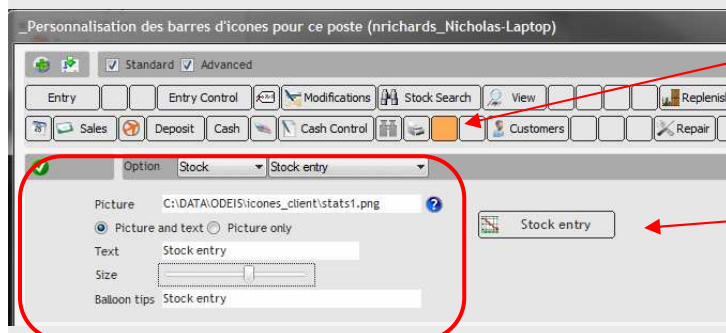 _Personnalisation des barres d'icones pour ce poste (nrichards_Nicholas-Laptop)
Standard Advanced
Entry Entry Control Modifications Stock Search View Replenis
Sales Deposit Cash Cash Control Customers Repair
Option Stock Stock entry
Picture C:\DATA\ODEIS\icones_client\stats1.png
Picture and text Picture only
Stock entry
Text Stock entry
Size
Balloon tips Stock entry